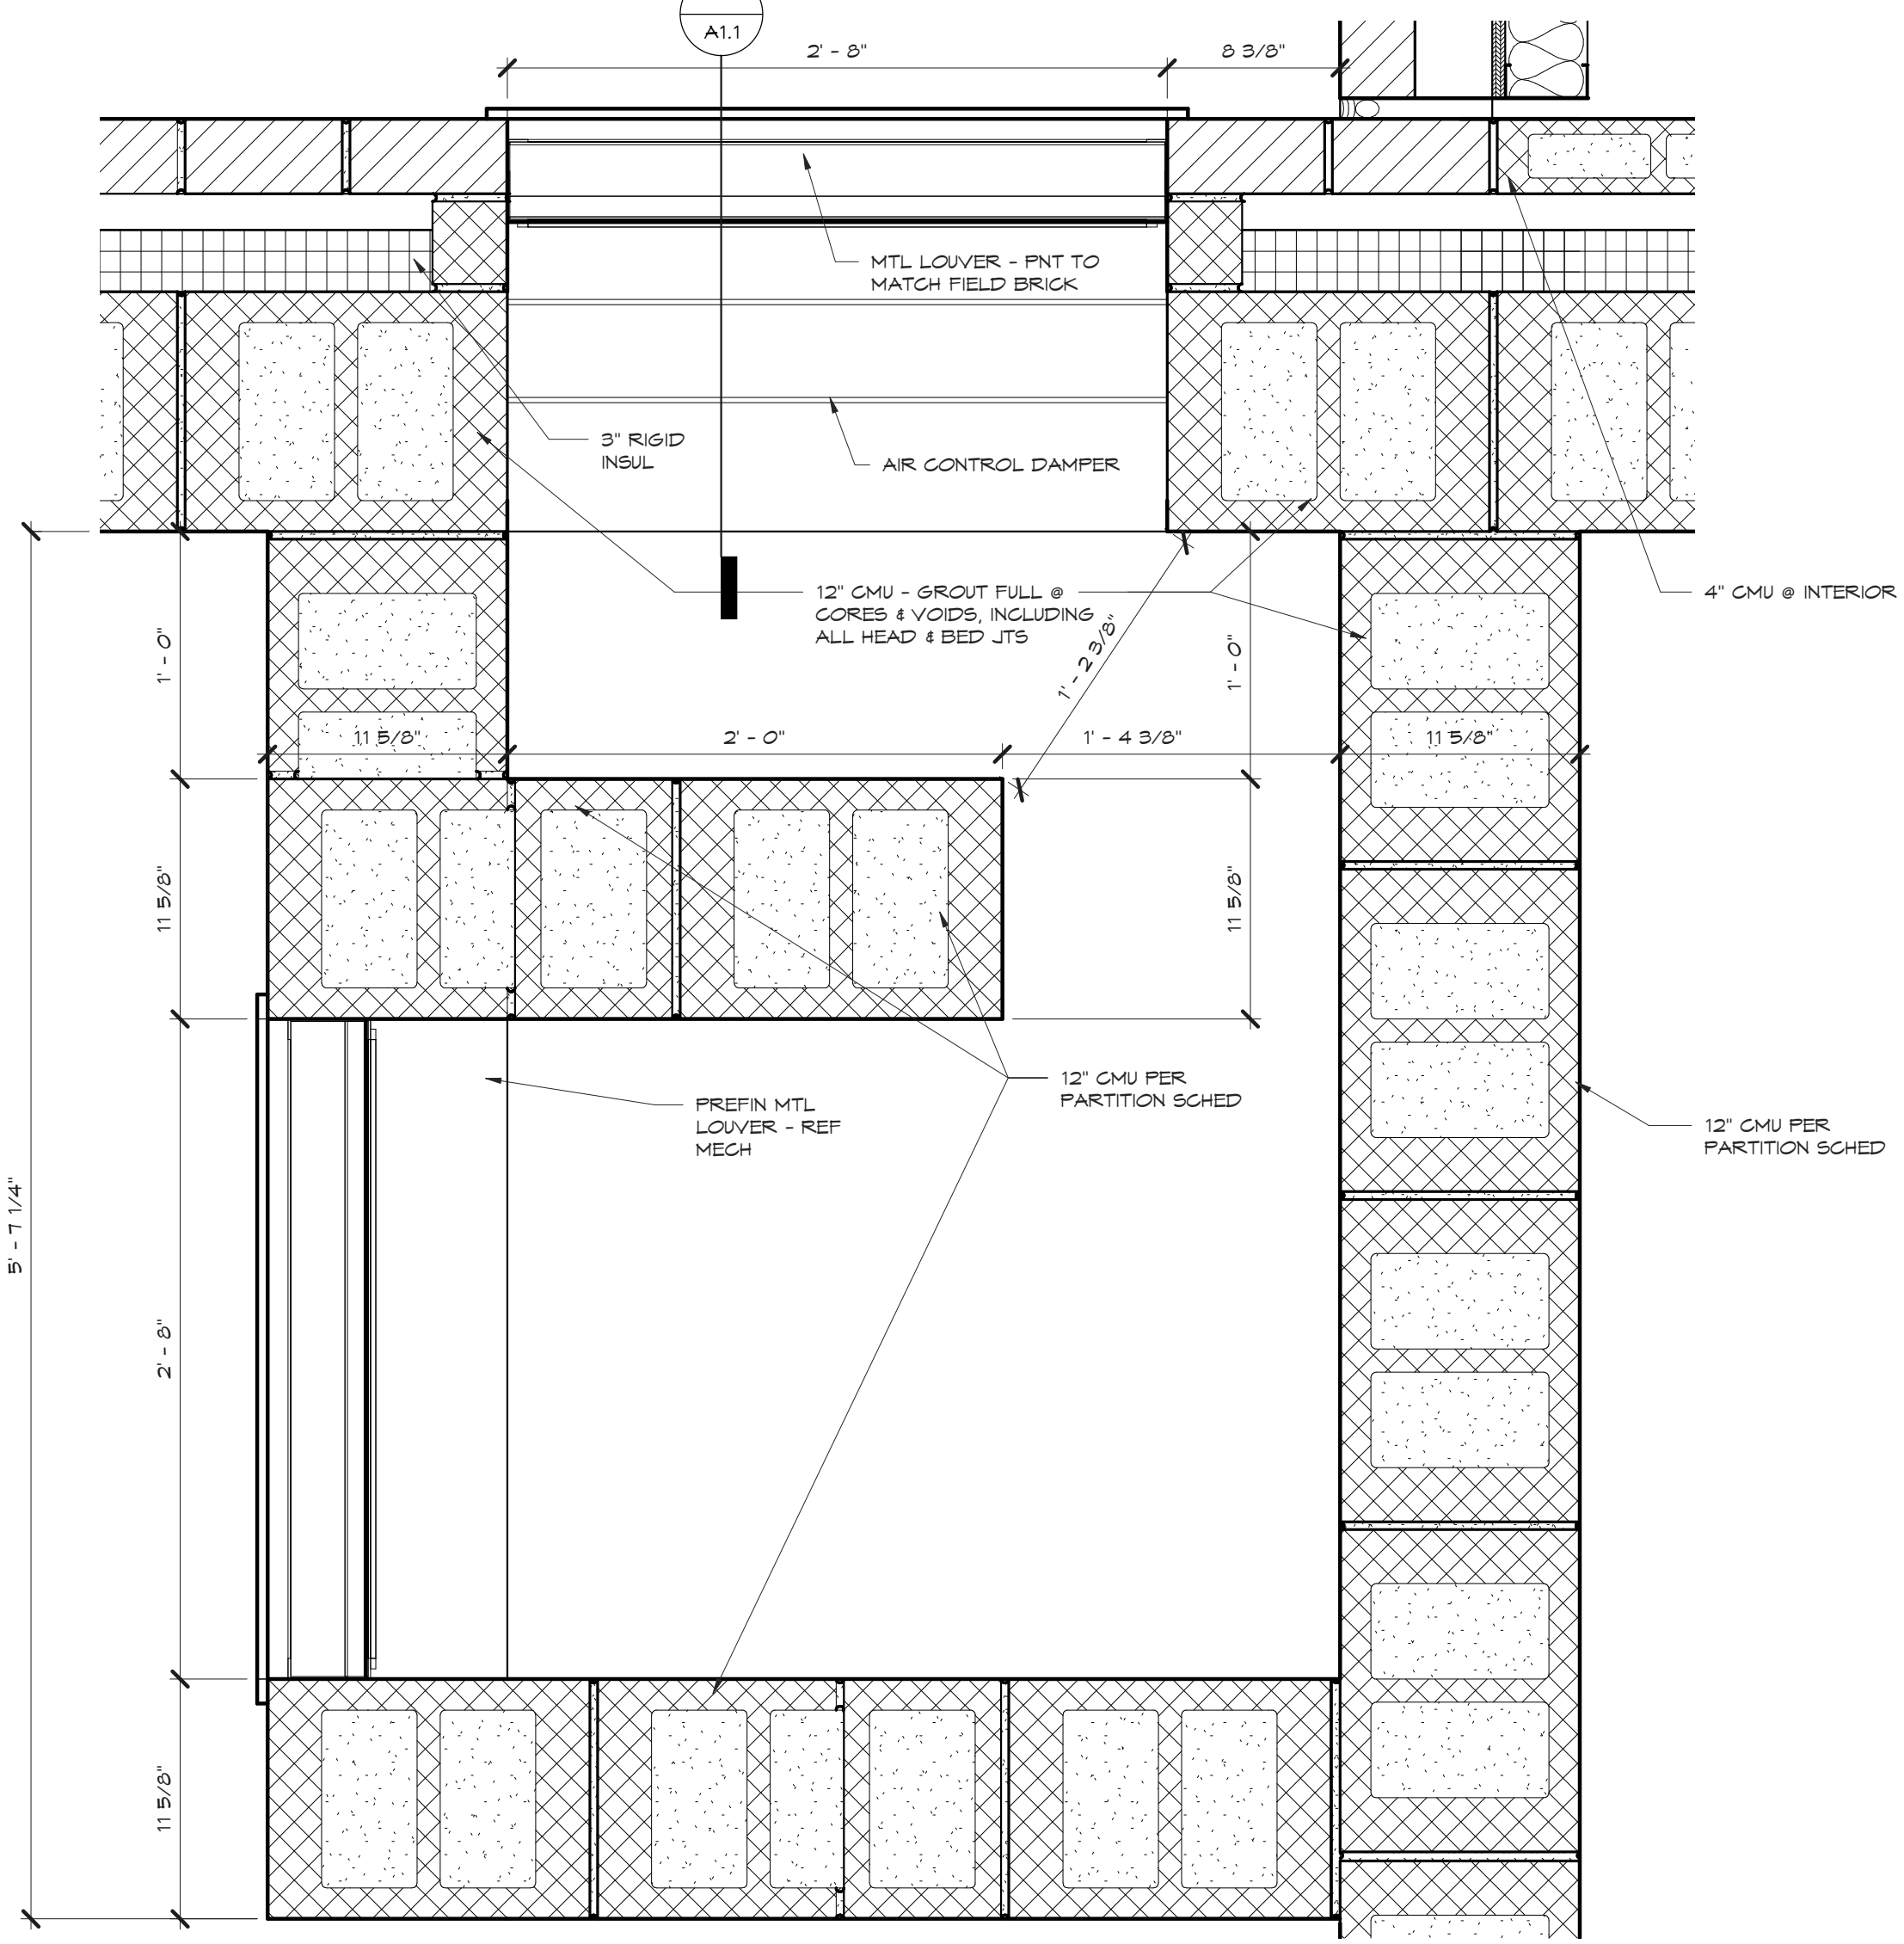 A1.1
2' - 8"
8 3/8"
MTL LOUVER - PNT TO
MATCH FIELD BRICK
3" RIGID
INSUL
AIR CONTROL DAMPER
12" CMU - GROUT FULL @
CORES & VOIDS, INCLUDING
ALL HEAD & BED JTS
4" CMU @ INTERIOR
1' - 0"
1' - 2 3/8"
1' - 0"
11 5/8"
2' - 0"
1' - 4 3/8"
11 5/8"
11 5/8"
11 5/8"
12" CMU PER
PARTITION SCHED
PREFIN MTL
LOUVER - REF
MECH
12" CMU PER
PARTITION SCHED
5' - 7 1/4"
2' - 8"
11 5/8"